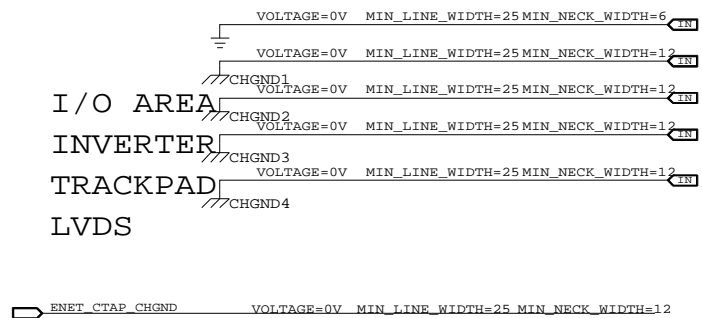 VOLTAGE=0V MIN_LINE_WIDTH=25 MIN_NECK_WIDTH=6
IN
VOLTAGE=0V MIN_LINE_WIDTH=25 MIN_NECK_WIDTH=12
IN
CHGND1
VOLTAGE=0V MIN_LINE_WIDTH=25 MIN_NECK_WIDTH=12
IN
I/O AREA
CHGND2
VOLTAGE=0V MIN_LINE_WIDTH=25 MIN_NECK_WIDTH=12
IN
INVERTER
CHGND3
VOLTAGE=0V MIN_LINE_WIDTH=25 MIN_NECK_WIDTH=12
IN
TRACKPAD
CHGND4
LVDS
ENET_CTAP_CHGND VOLTAGE=0V MIN_LINE_WIDTH=25 MIN_NECK_WIDTH=12